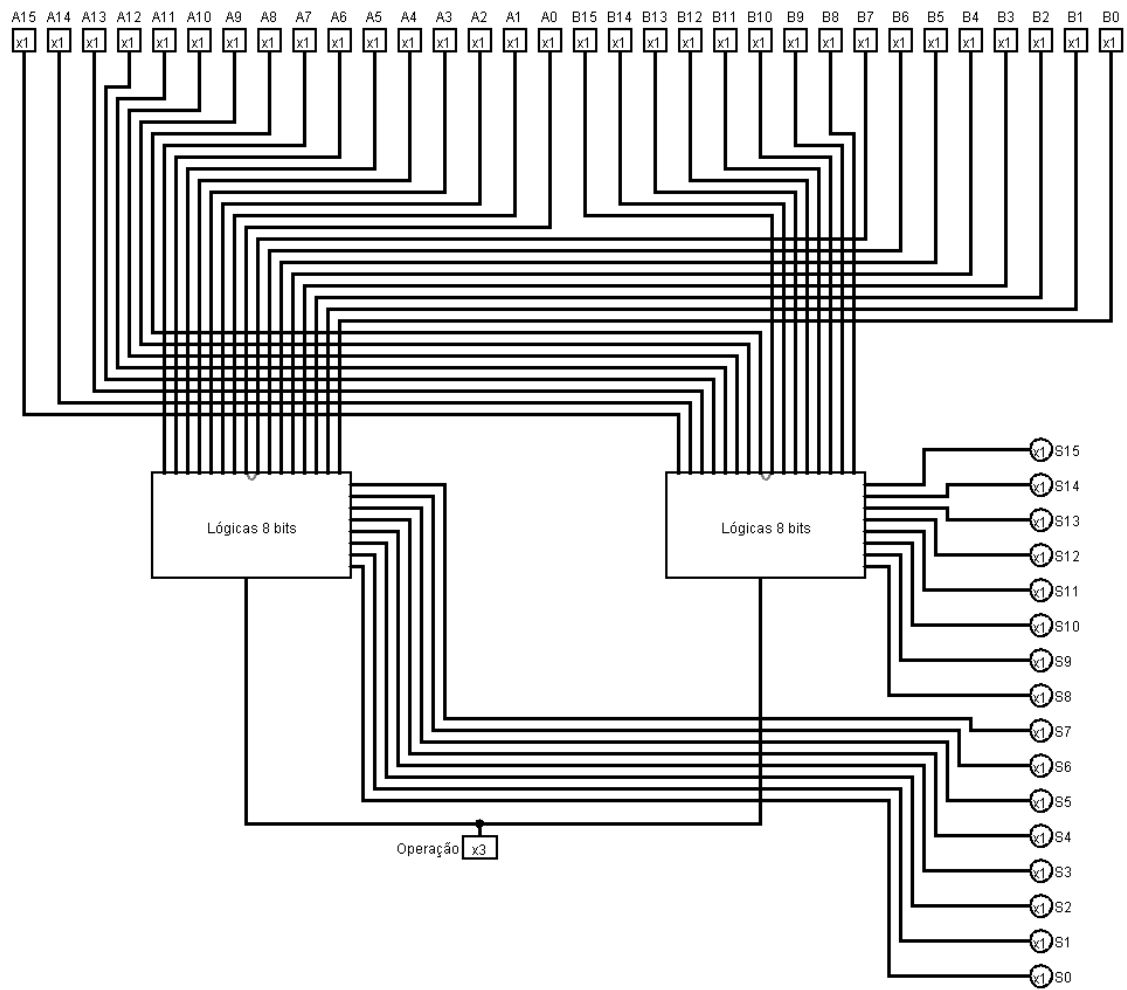 A15 A14 A13 A12 A11 A10 A9 A8 A7 A6 A5 A4 A3 A2 A1 A0 B15 B14 B13 B12 B11 B10 B9 B8 B7 B6 B5 B4 B3 B2 B1 B0
x1 x1 x1 x1 x1 x1 x1 x1 x1 x1 x1 x1 x1 x1 x1 x1 x1 x1 x1 x1 x1 x1 x1 x1 x1 x1 x1 x1 x1 x1 x1 x1
x1 S15
x1 S14
x1 S13
Lógicas 8 bits Lógicas 8 bits
x1 S12
x1 S11
x1 S10
x1 S9
x1 S8
x1 S7
x1 S6
x1 S5
x1 S4
Operação x3
x1 S3
x1 S2
x1 S1
x1 S0